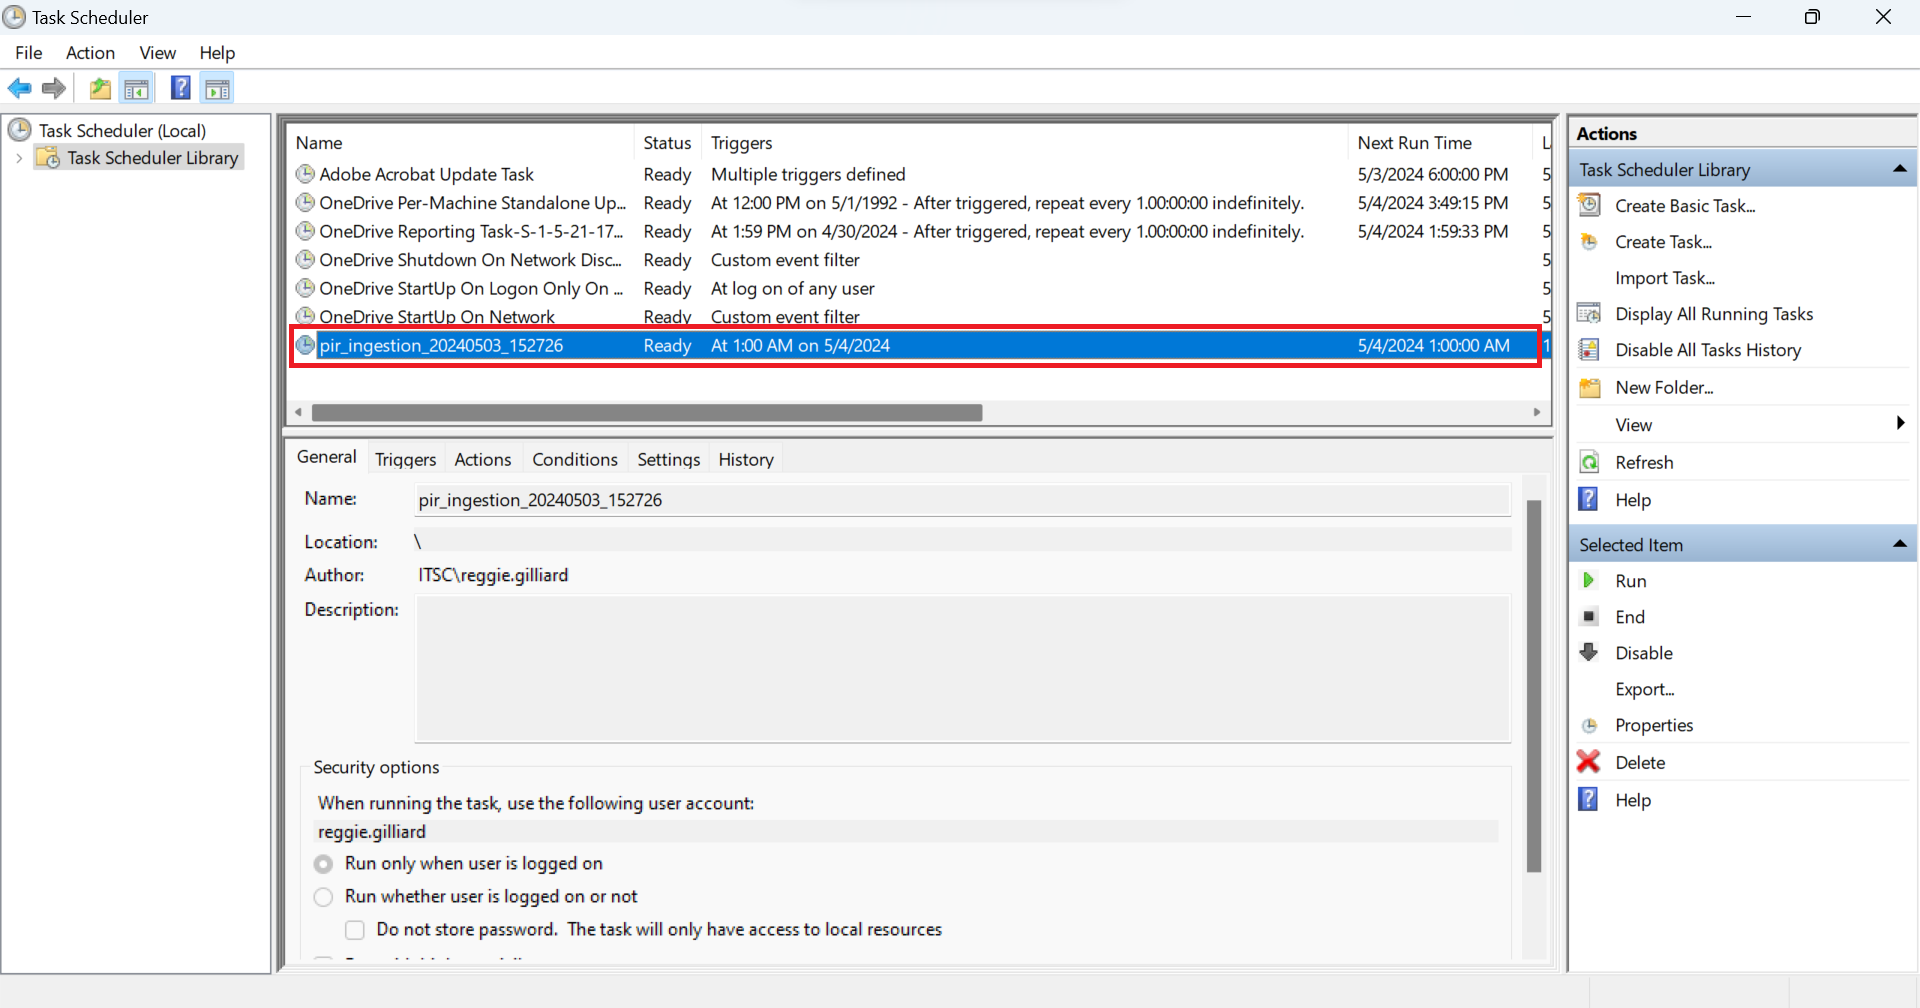 Task Scheduler
File Action View Help
Task Scheduler (Local)
Task Scheduler Library
Name Status Triggers Next Run Time
Adobe Acrobat Update Task Ready Multiple triggers defined 5/3/2024 6:00:00 PM 5
OneDrive Per-Machine Standalone Up... Ready At 12:00 PM on 5/1/1992 - After triggered, repeat every 1.00:00:00 indefinitely. 5/4/2024 3:49:15 PM 5
OneDrive Reporting Task-S-1-5-21-17... Ready At 1:59 PM on 4/30/2024 - After triggered, repeat every 1.00:00:00 indefinitely. 5/4/2024 1:59:33 PM 5
OneDrive Shutdown On Network Disc... Ready Custom event filter 5
OneDrive StartUp On Logon Only On ... Ready At log on of any user 5
OneDrive StartUp On Network Ready Custom event filter 5
pir_ingestion_20240503_152726 Ready At 1:00 AM on 5/4/2024 5/4/2024 1:00:00 AM 1
General Triggers Actions Conditions Settings History
Name: pir_ingestion_20240503_152726
Location: \
Author: ITSC\reggie.gilliard
Description:
Security options
When running the task, use the following user account:
reggie.gilliard
Run only when user is logged on
Run whether user is logged on or not
Do not store password. The task will only have access to local resources
Actions
Task Scheduler Library
Create Basic Task...
Create Task...
Import Task...
Display All Running Tasks
Disable All Tasks History
New Folder...
View
Refresh
Help
Selected Item
Run
End
Disable
Export...
Properties
Delete
Help